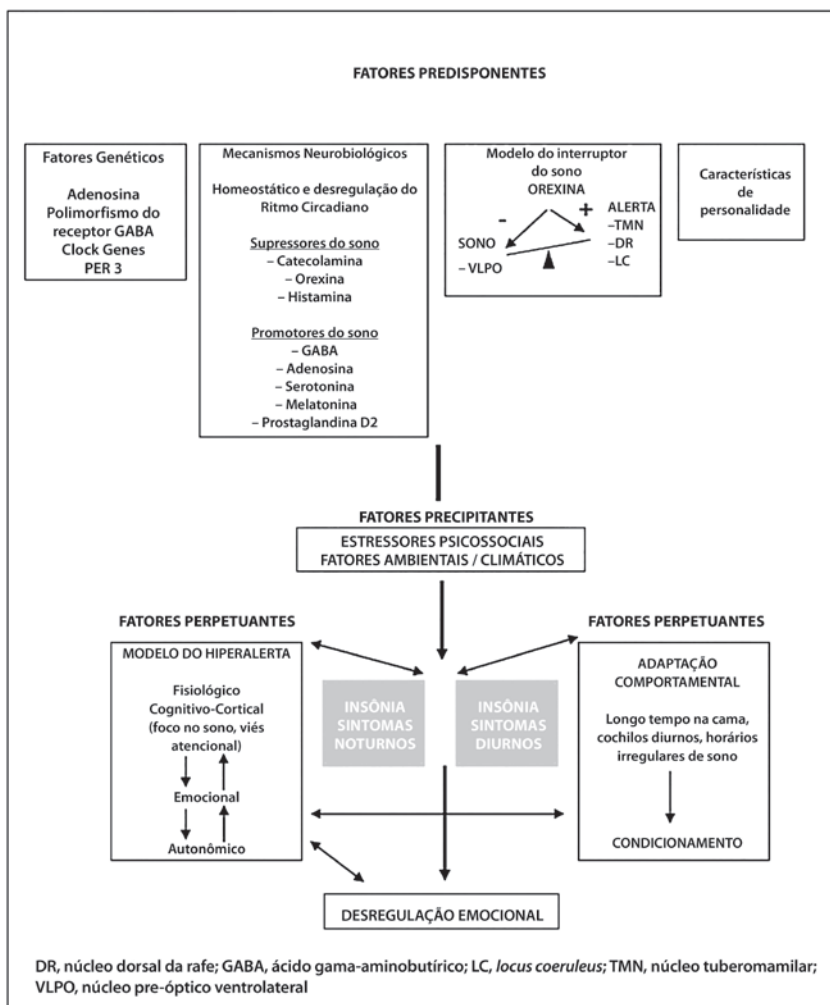 FATORES PREDISPONENTES
Fatores Genéticos
Adenosina
Polimorfismo do
receptor GABA
Clock Genes
PER 3
Mecanismos Neurobiológicos
Homeostático e desregulação do
Ritmo Circadiano
Supressores do sono
– Catecolamina
– Orexina
– Histamina
Promotores do sono
– GABA
– Adenosina
– Serotonina
– Melatonina
– Prostaglandina D2
Modelo do interruptor
do sono
OREXINA
-
+
SONO
– VLPO
ALERTA
–TMN
–DR
–LC
Características
de
personalidade
FATORES PRECIPITANTES
ESTRESSORES PSICOSSOCIAIS
FATORES AMBIENTAIS / CLIMÁTICOS
FATORES PERPETUANTES
MODELO DO HIPERALERTA
Fisiológico
Cognitivo-Cortical
(foco no sono, viés
atencional)
Emocional
Autonômico
INSÔNIA
SINTOMAS
NOTURNOS
INSÔNIA
SINTOMAS
DIURNOS
FATORES PERPETUANTES
ADAPTAÇÃO
COMPORTAMENTAL
Longo tempo na cama,
cochilos diurnos, horários
irregulares de sono
CONDICIONAMENTO
DESREGULAÇÃO EMOCIONAL
DR, núcleo dorsal da rafe; GABA, ácido gama-aminobutírico; LC, locus coeruleus; TMN, núcleo tuberomamilar;
VLPO, núcleo pre-óptico ventrolateral